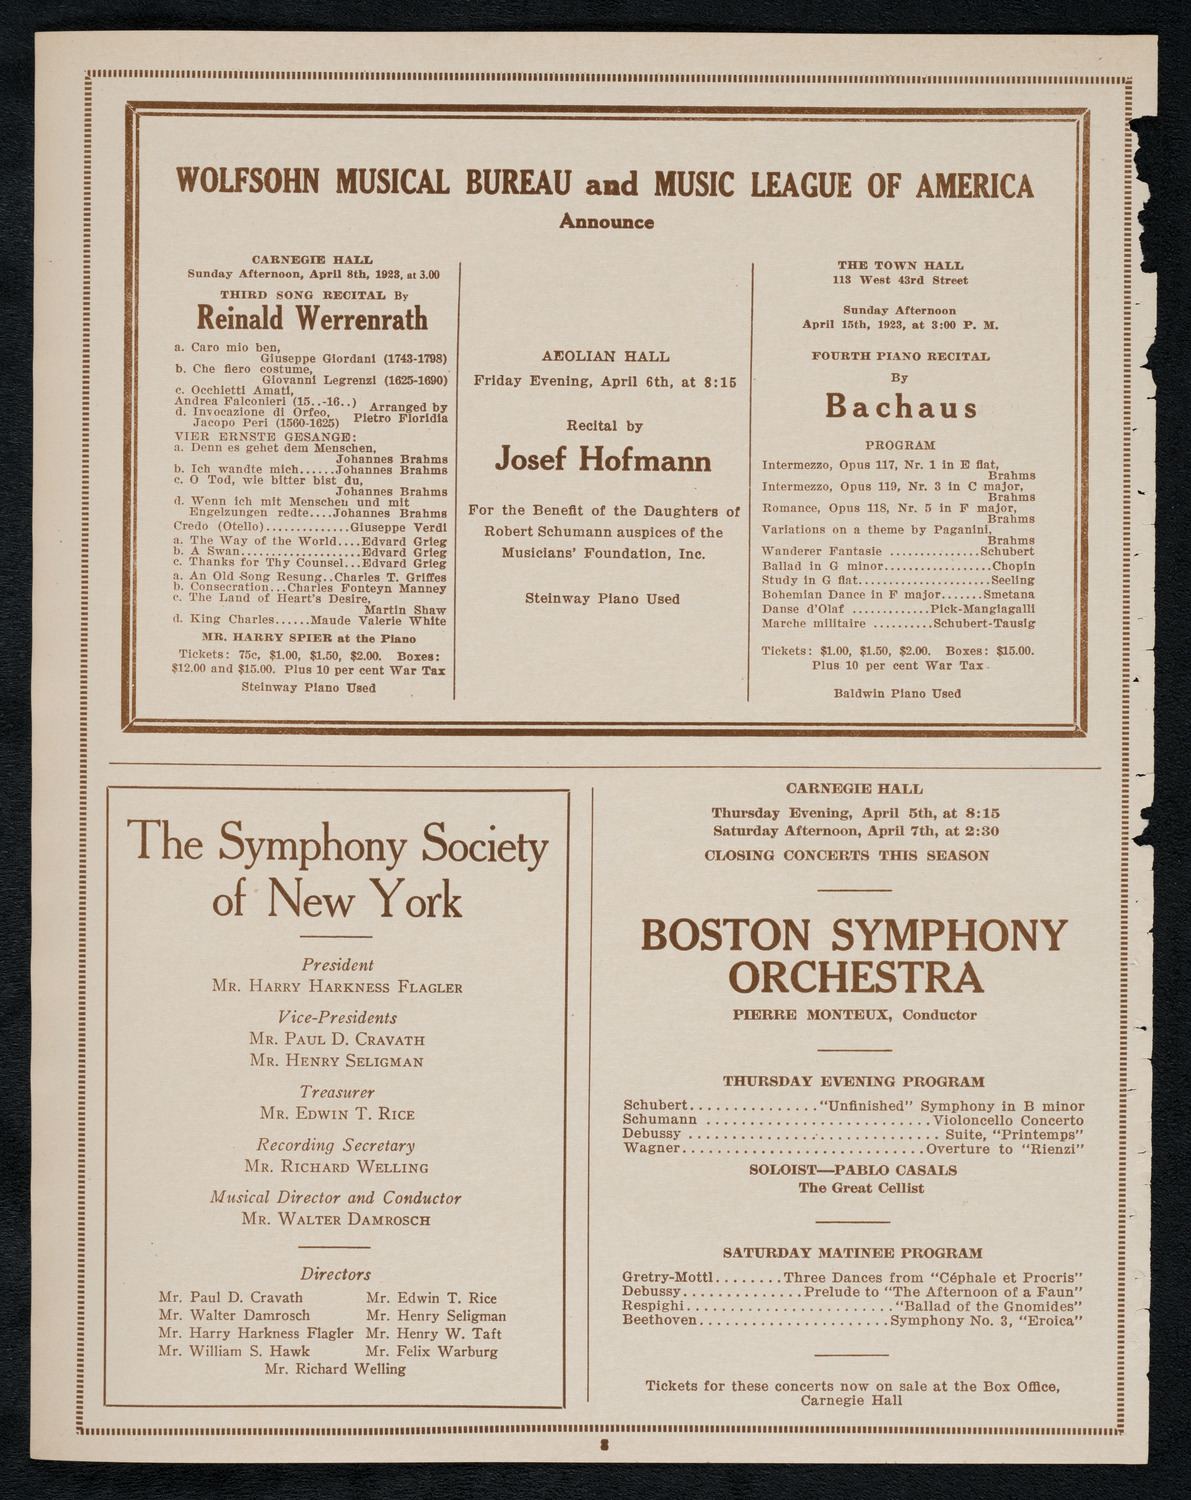 WOLFSOHN MUSICAL BUREAU and MUSIC LEAGUE OF AMERICA
Announce
CARNEGIE HALL
Sunday Afternoon, April 8th, 1923, at 3.00
THIRD SONG RECITAL By
Reinald Werrenrath
a. Caro mio ben,
Giuseppe Giordani (1743-1798)
b. Che fiero costume,
Giovanni Legrenzi (1625-1690)
c. Occhietti Amati,
Andrea Falconieri (15..-16..)
d. Invocazione di Orfeo,
Jacopo Peri (1560-1625)
Arranged by
Pietro Floridia
VIER ERNSTE GESANGE:
a. Denn es gehet dem Menschen,
Johannes Brahms
b. Ich wandte mich......Johannes Brahms
c. O Tod, wie bitter bist du,
Johannes Brahms
d. Wenn ich mit Menschen und mit
Engelzungen redte....Johannes Brahms
Credo (Otello)..............Giuseppe Verdi
a. The Way of the World....Edvard Grieg
b. A Swan....................Edvard Grieg
c. Thanks for Thy Counsel...Edvard Grieg
a. An Old Song Resung..Charles T. Griffes
b. Consecration...Charles Fonteyn Manney
c. The Land of Heart's Desire,
Martin Shaw
d. King Charles......Maude Valerie White
MR. HARRY SPIER at the Piano
Tickets: 75c, $1.00, $1.50, $2.00. Boxes:
$12.00 and $15.00. Plus 10 per cent War Tax
Steinway Piano Used
AEOLIAN HALL
Friday Evening, April 6th, at 8:15
Recital by
Josef Hofmann
For the Benefit of the Daughters of
Robert Schumann auspices of the
Musicians' Foundation, Inc.
Steinway Piano Used
THE TOWN HALL
113 West 43rd Street
Sunday Afternoon
April 15th, 1923, at 3:00 P. M.
FOURTH PIANO RECITAL
By
Bachaus
PROGRAM
Intermezzo, Opus 117, Nr. 1 in E flat,
Brahms
Intermezzo, Opus 119, Nr. 3 in C major,
Brahms
Romance, Opus 118, Nr. 5 in F major,
Brahms
Variations on a theme by Paganini,
Brahms
Wanderer Fantasie ..............Schubert
Ballad in G minor.................Chopin
Study in G flat.....................Seeling
Bohemian Dance in F major.......Smetana
Danse d'Olaf ............Pick-Mangiagalli
Marche militaire ..........Schubert-Tausig
Tickets: $1.00, $1.50, $2.00. Boxes: $15.00.
Plus 10 per cent War Tax.
Baldwin Piano Used
The Symphony Society
of New York
President
MR. HARRY HARKNESS FLAGLER
Vice-Presidents
MR. PAUL D. CRAVATH
MR. HENRY SELIGMAN
Treasurer
MR. EDWIN T. RICE
Recording Secretary
MR. RICHARD WELLING
Musical Director and Conductor
MR. WALTER DAMROSCH
Directors
Mr. Paul D. Cravath Mr. Edwin T. Rice
Mr. Walter Damrosch Mr. Henry Seligman
Mr. Harry Harkness Flagler Mr. Henry W. Taft
Mr. William S. Hawk Mr. Felix Warburg
Mr. Richard Welling
CARNEGIE HALL
Thursday Evening, April 5th, at 8:15
Saturday Afternoon, April 7th, at 2:30
CLOSING CONCERTS THIS SEASON
BOSTON SYMPHONY
ORCHESTRA
PIERRE MONTEUX, Conductor
THURSDAY EVENING PROGRAM
Schubert..............."Unfinished" Symphony in B minor
Schumann ..........................Violoncello Concerto
Debussy ............................. Suite, "Printemps"
Wagner............................Overture to "Rienzi"
SOLOIST—PABLO CASALS
The Great Cellist
SATURDAY MATINEE PROGRAM
Gretry-Mottl........Three Dances from "Céphale et Procris"
Debussy..............Prelude to "The Afternoon of a Faun"
Respighi........................"Ballad of the Gnomides"
Beethoven......................Symphony No. 3, "Eroica"
Tickets for these concerts now on sale at the Box Office,
Carnegie Hall
8